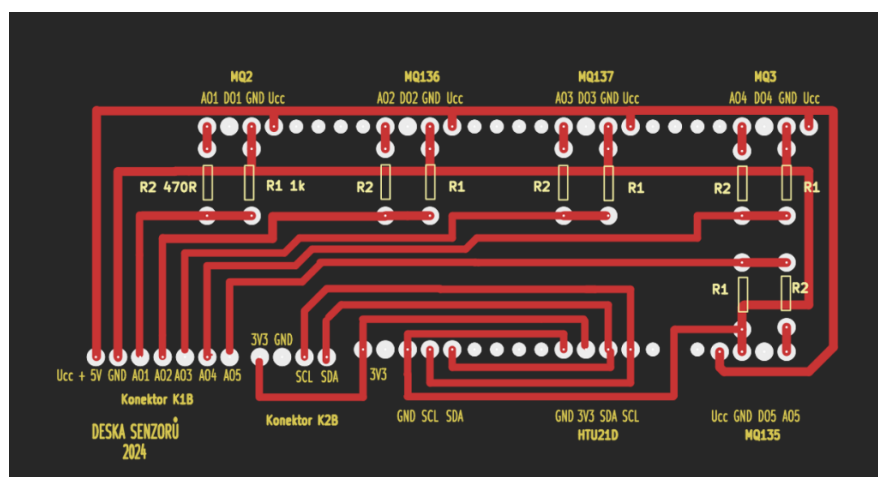 MQ2 MQ136 MQ137 MQ3
AO1 DO1 GND Ucc AO2 DO2 GND Ucc AO3 DO3 GND Ucc AO4 DO4 GND Ucc
R2 470R R1 1k R2 R1 R2 R1 R2 R1
R1 R2
3V3 GND
Ucc + 5V GND AO1 AO2 AO3 AO4 AO5 SCL SDA 3V3
Konektor K1B
GND SCL SDA GND 3V3 SDA SCL Ucc GND DO5 AO5
Konektor K2B
DESKA SENZORŮ HTU21D MQ135
2024